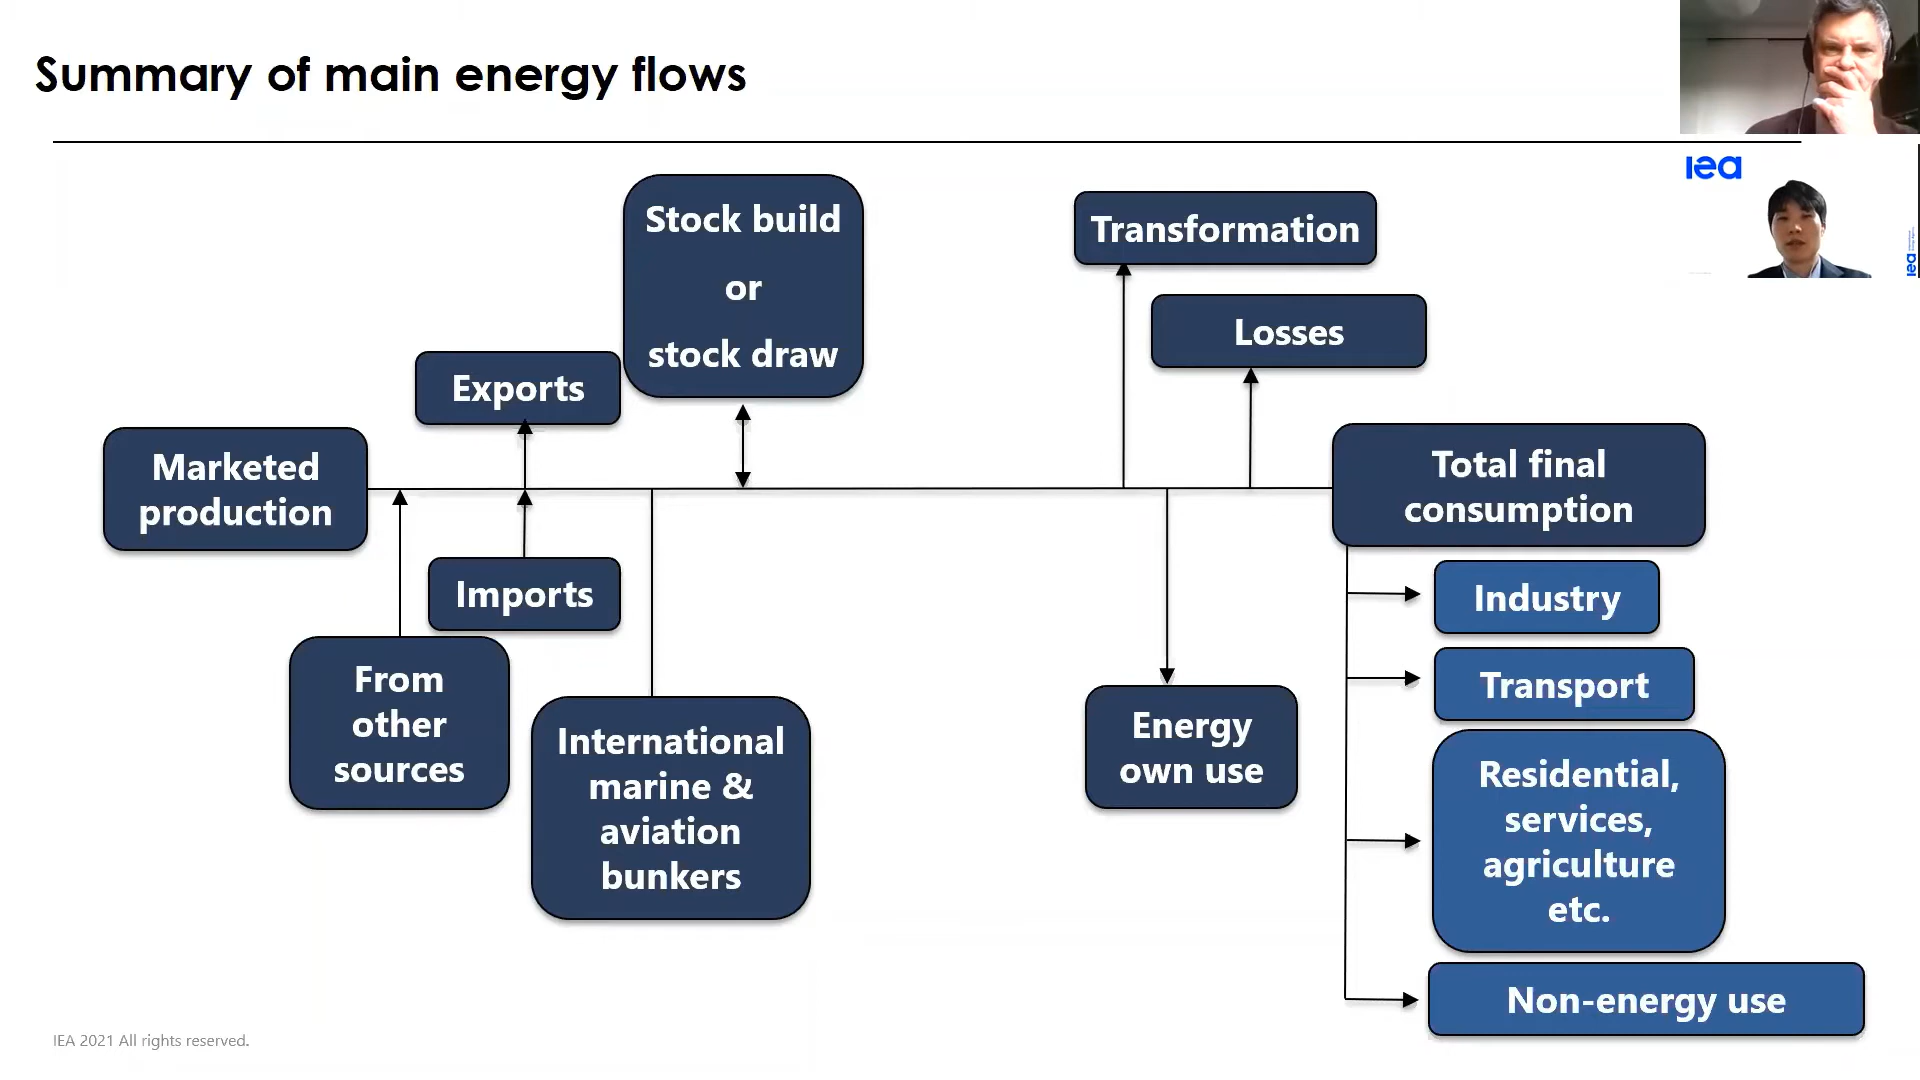 Summary of main energy flows
iea
Stock build
or
stock draw
Transformation
Losses
Exports
Marketed
production
Total final
consumption
Imports
Industry
From
other
sources
Transport
International
marine &
aviation
bunkers
Energy
own use
Residential,
services,
agriculture
etc.
Non-energy use
IEA 2021 All rights reserved.
iea